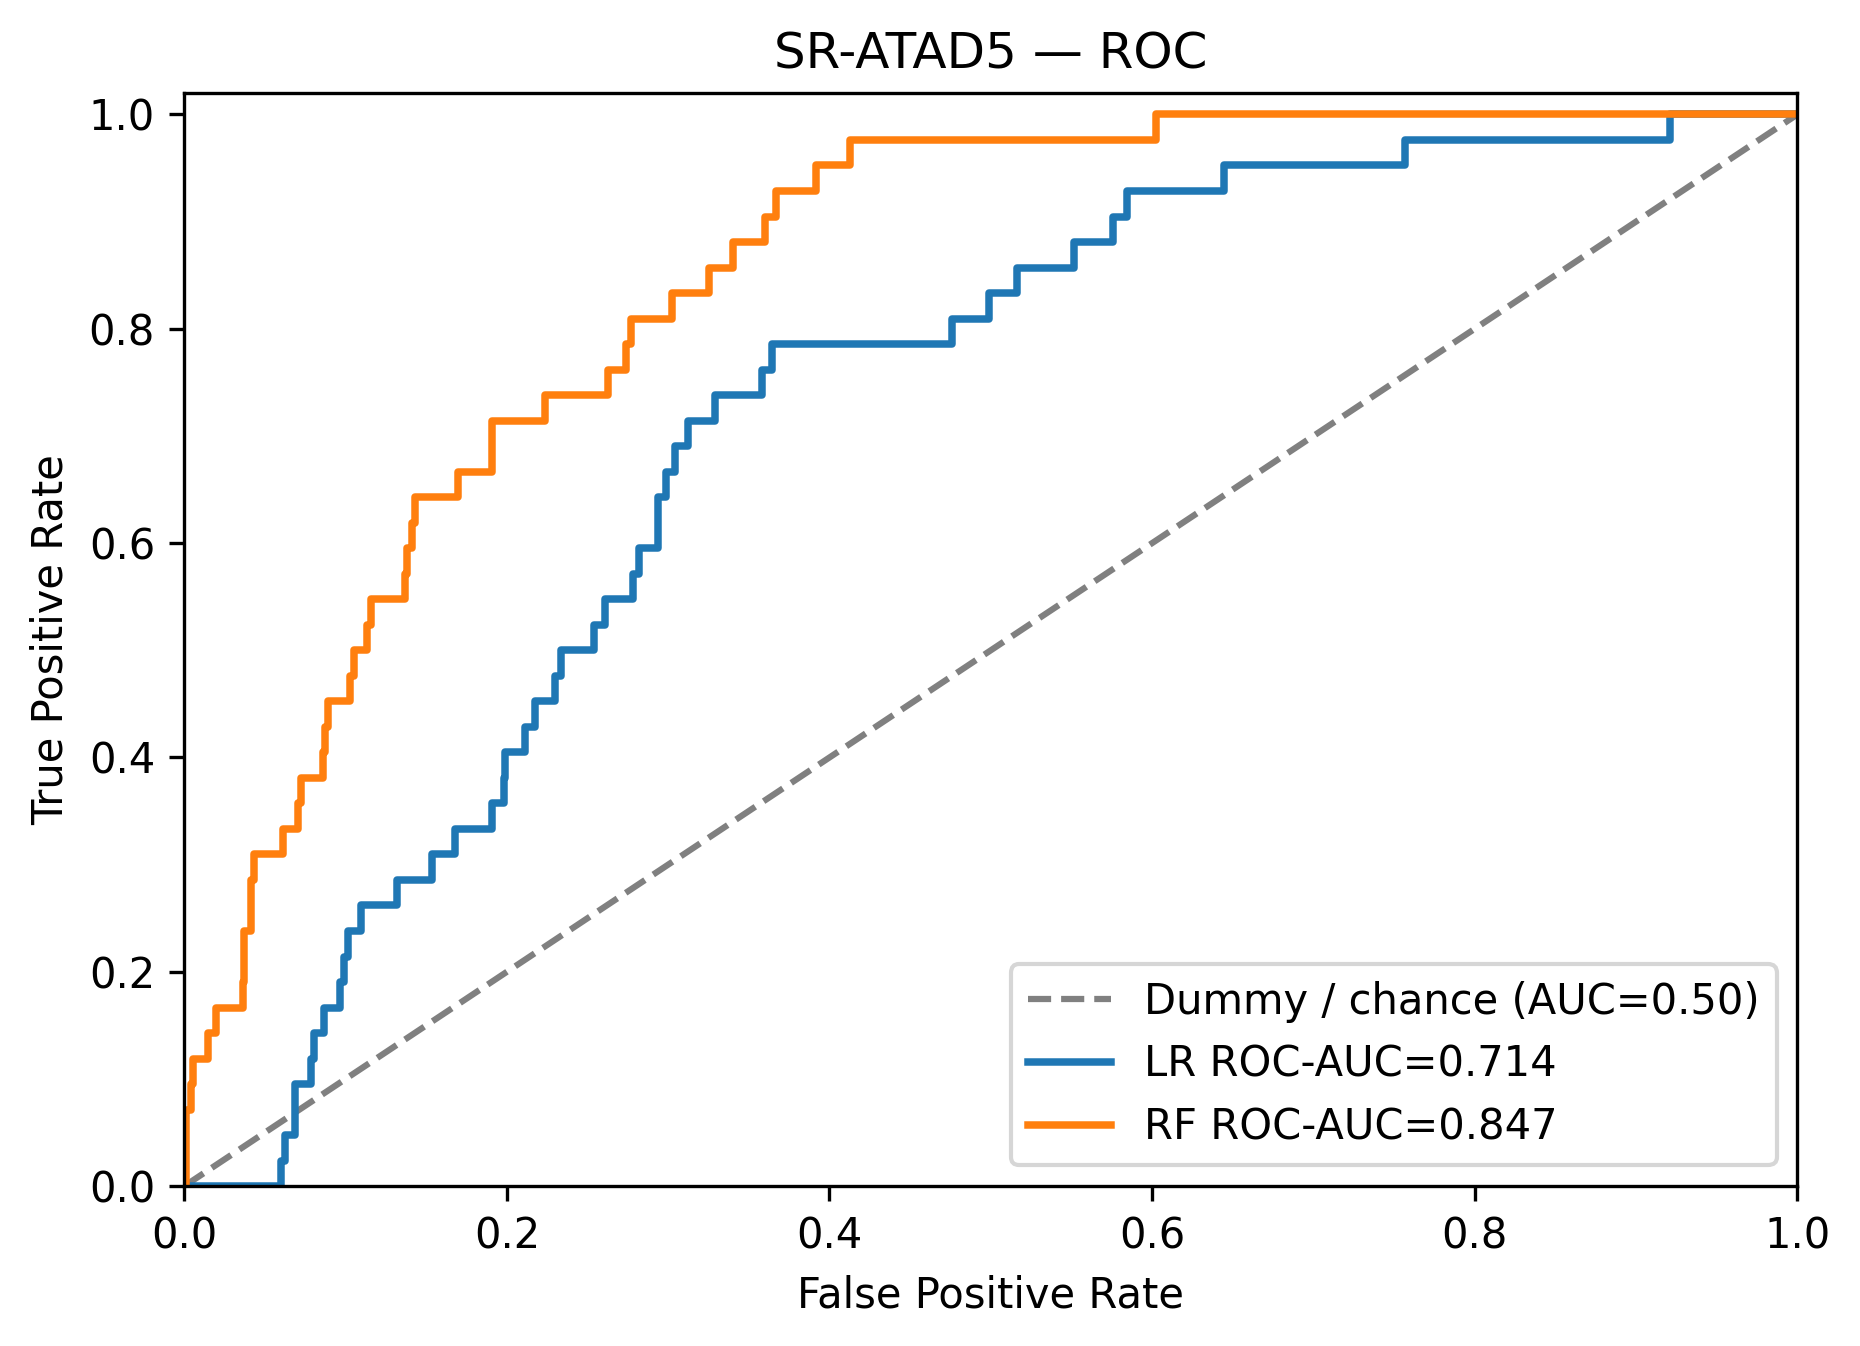 SR-ATAD5 — ROC
True Positive Rate
1.0
0.8
0.6
0.4
0.2
0.0
Dummy / chance (AUC=0.50)
LR ROC-AUC=0.714
RF ROC-AUC=0.847
0.0 0.2 0.4 0.6 0.8 1.0
False Positive Rate